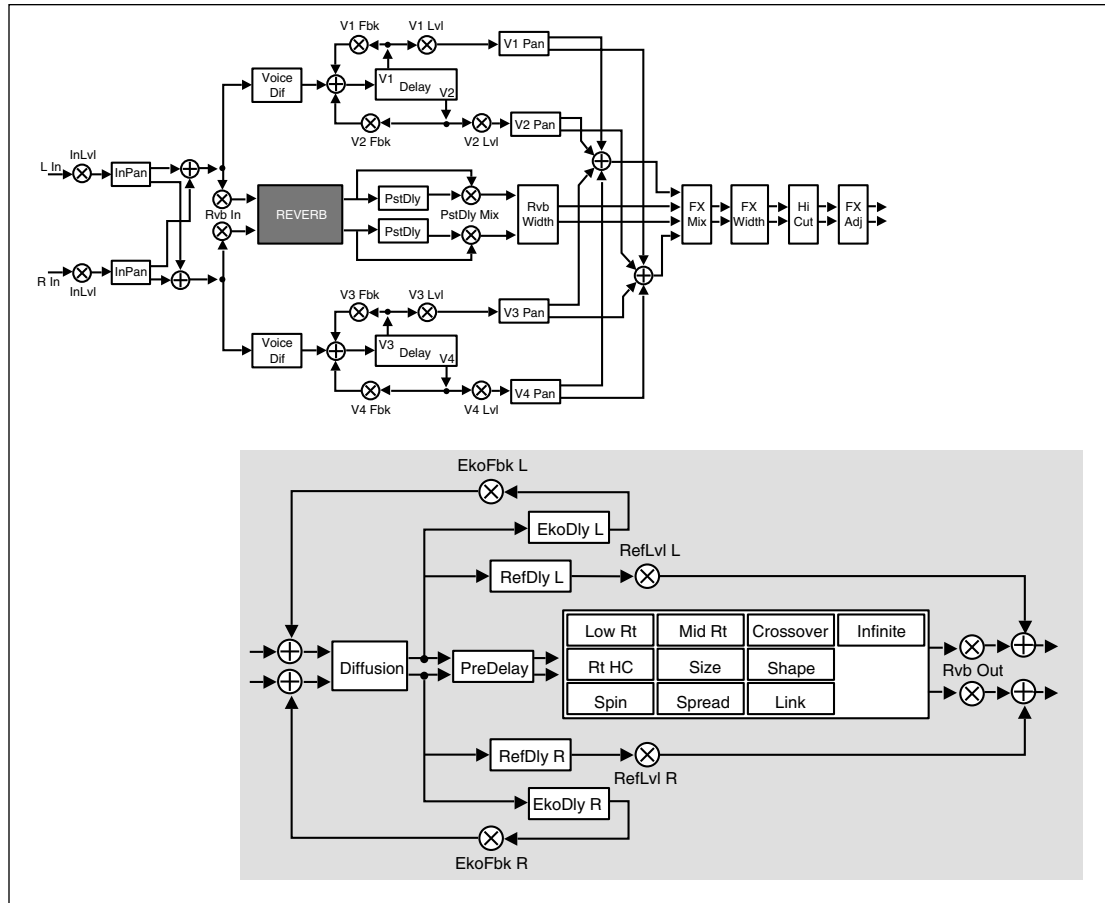 V1 Fbk
V1 Lvl
V1 Pan
Voice
Dif
V1
Delay
V2
V2 Fbk
V2 Lvl
V2 Pan
InLvl
L In
InPan
Rvb In
REVERB
PstDly
PstDly Mix
PstDly
Rvb
Width
FX
Mix
FX
Width
Hi
Cut
FX
Adj
R In
InLvl
InPan
V3 Fbk
V3 Lvl
V3 Pan
Voice
Dif
V3
Delay
V4
V4 Fbk
V4 Lvl
V4 Pan
EkoFbk L
EkoDly L
RefLvl L
RefDly L
Low Rt
Mid Rt
Crossover
Infinite
Diffusion
PreDelay
Rt HC
Size
Shape
Rvb Out
Spin
Spread
Link
RefDly R
RefLvl R
EkoDly R
EkoFbk R